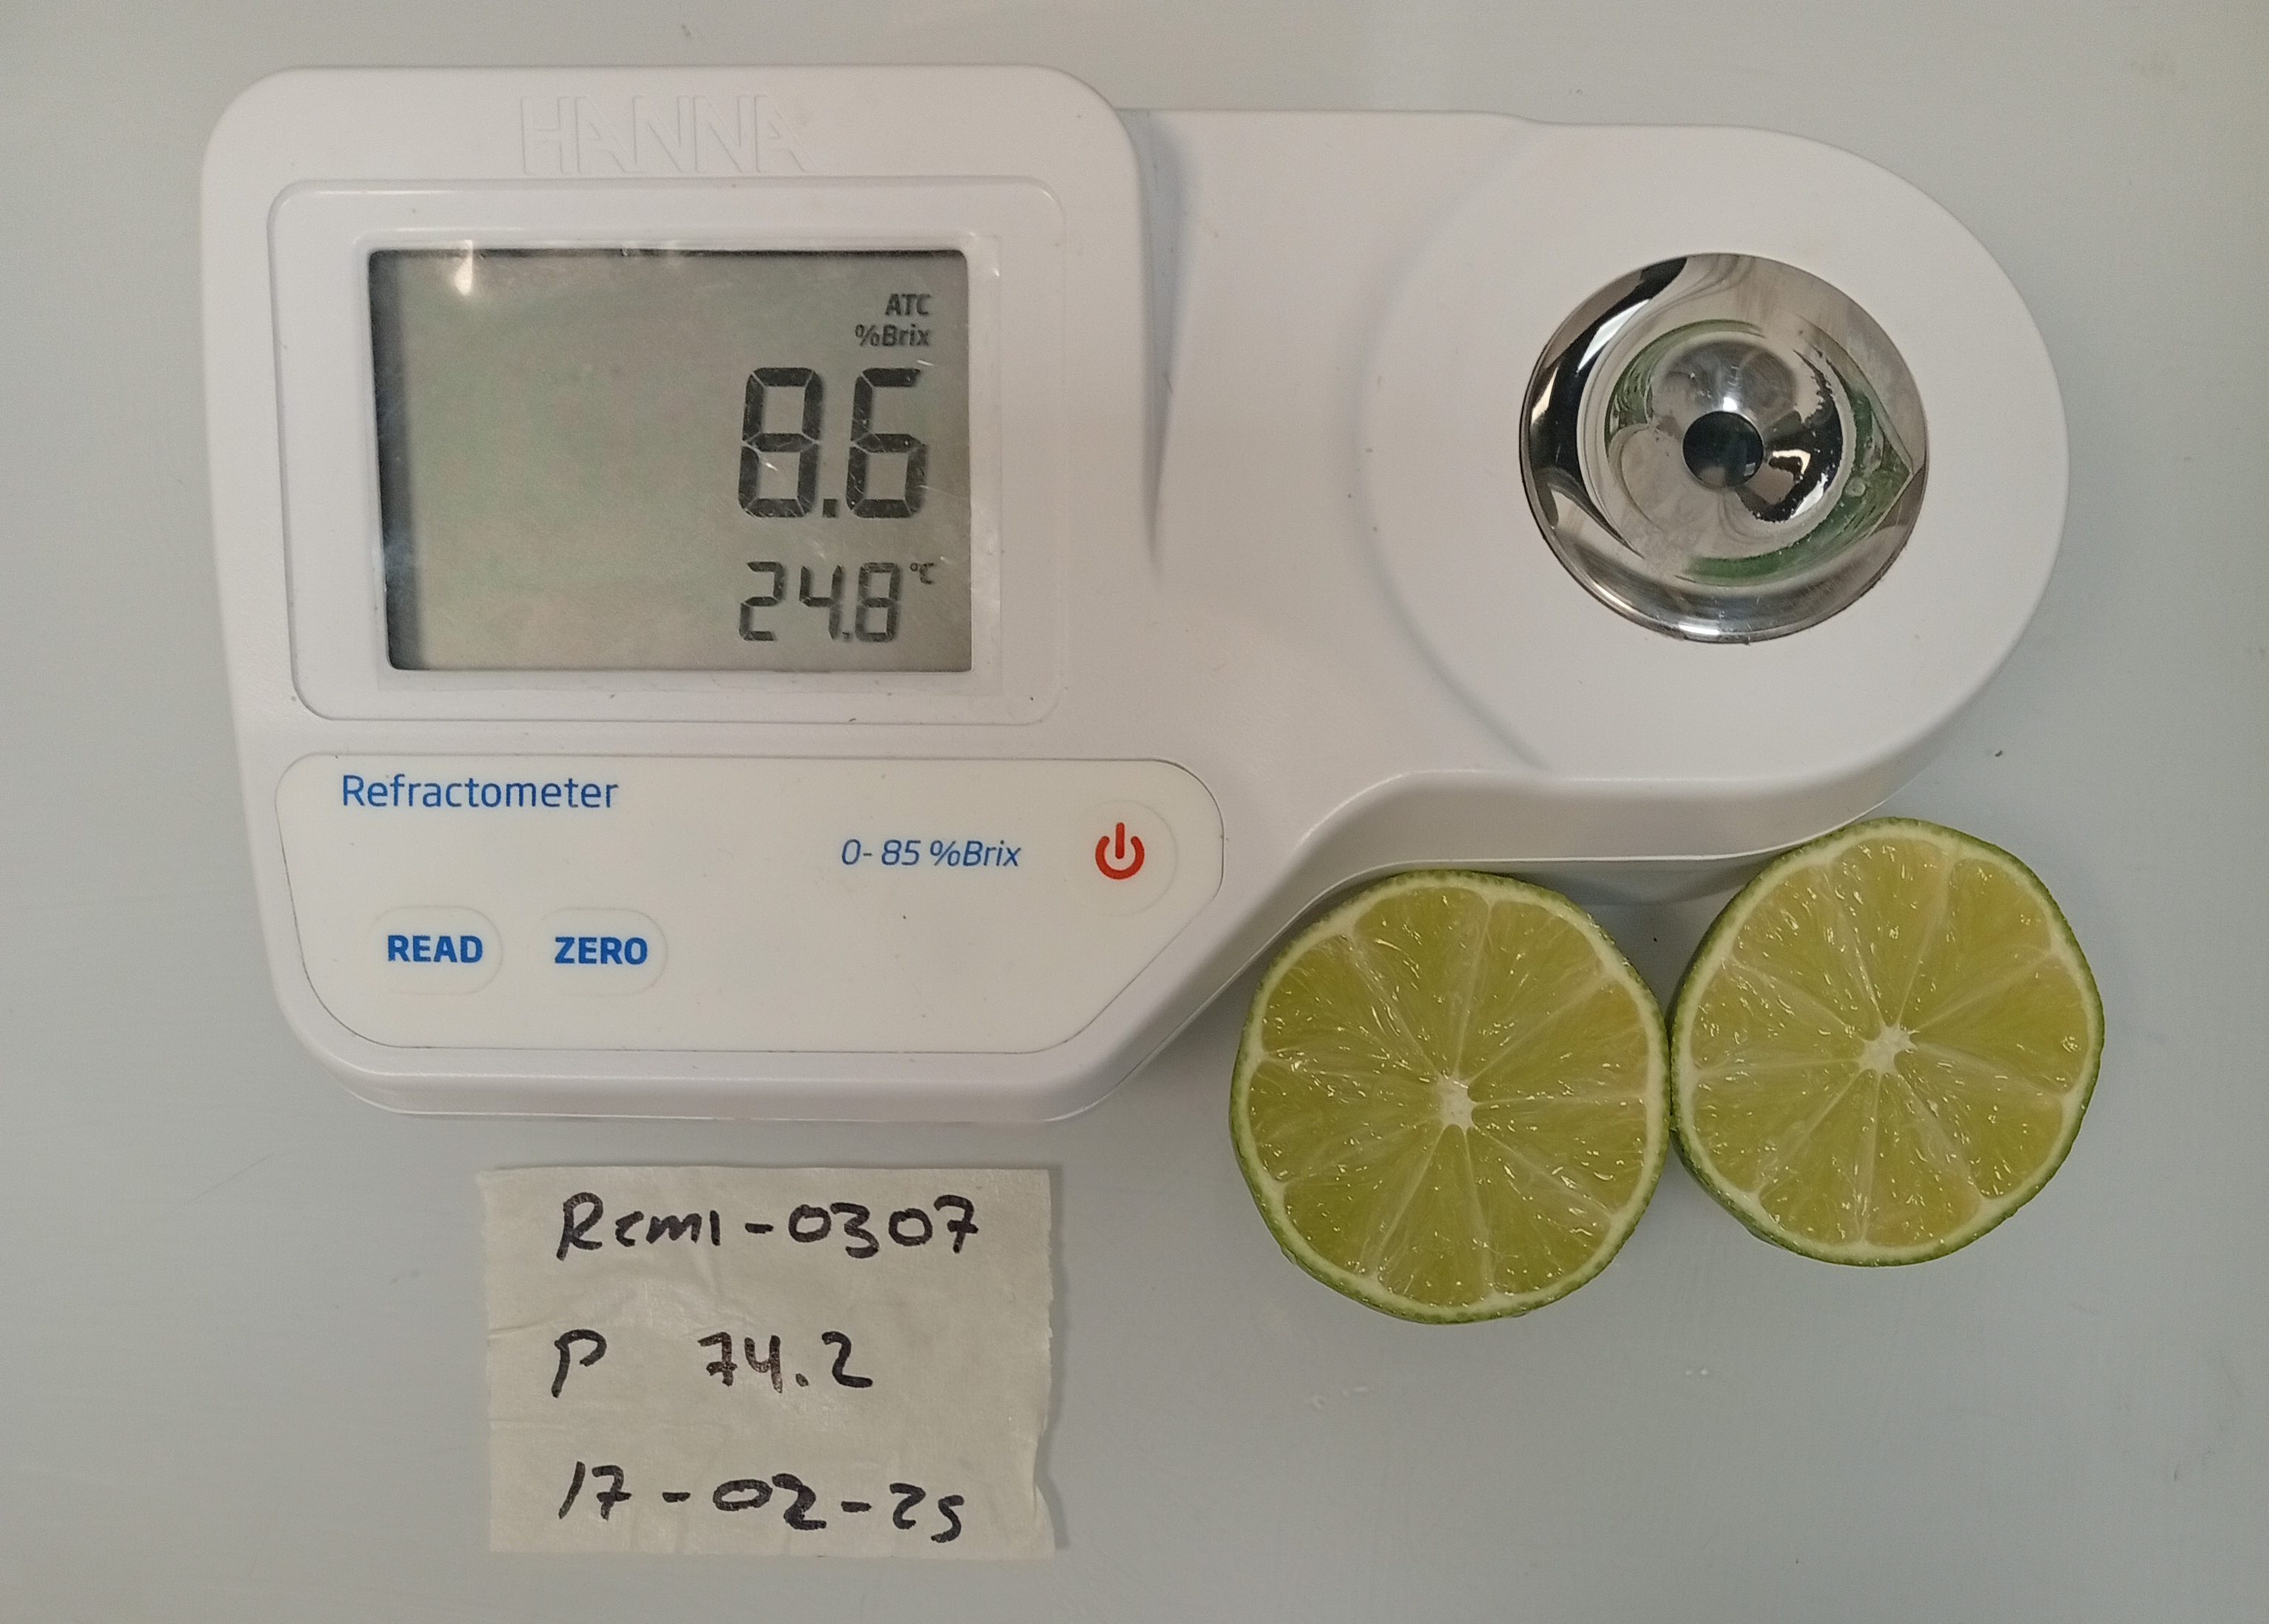 HANNA
ATC
%Brix
8.6
24.8 °C
Refractometer
0-85 %Brix
READ
ZERO
Rcml-0307
P 74.2
17-02-25